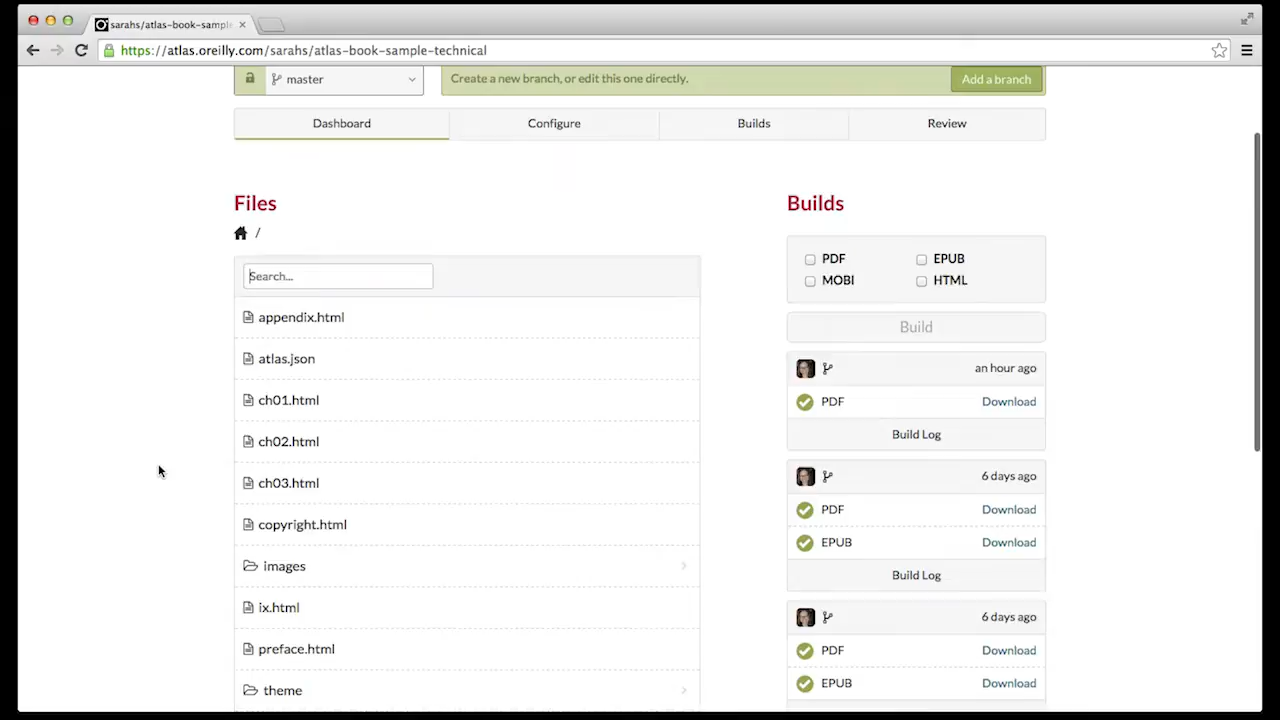 sarahs/atlas-book-sampl
https://atlas.oreilly.com/sarahs/atlas-book-sample-technical
master
Create a new branch, or edit this one directly.
Add a branch
Dashboard
Configure
Builds
Review
Files
/
Search...
appendix.html
atlas.json
ch01.html
ch02.html
ch03.html
copyright.html
images
ix.html
preface.html
theme
Builds
PDF
EPUB
MOBI
HTML
Build
an hour ago
PDF
Download
Build Log
6 days ago
PDF
Download
EPUB
Download
Build Log
6 days ago
PDF
Download
EPUB
Download